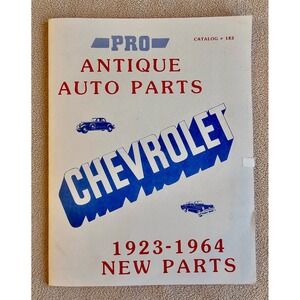 PRO
CATALOG # 183
ANTIQUE
AUTO PARTS
CHEVROLET
1923-1964
NEW PARTS